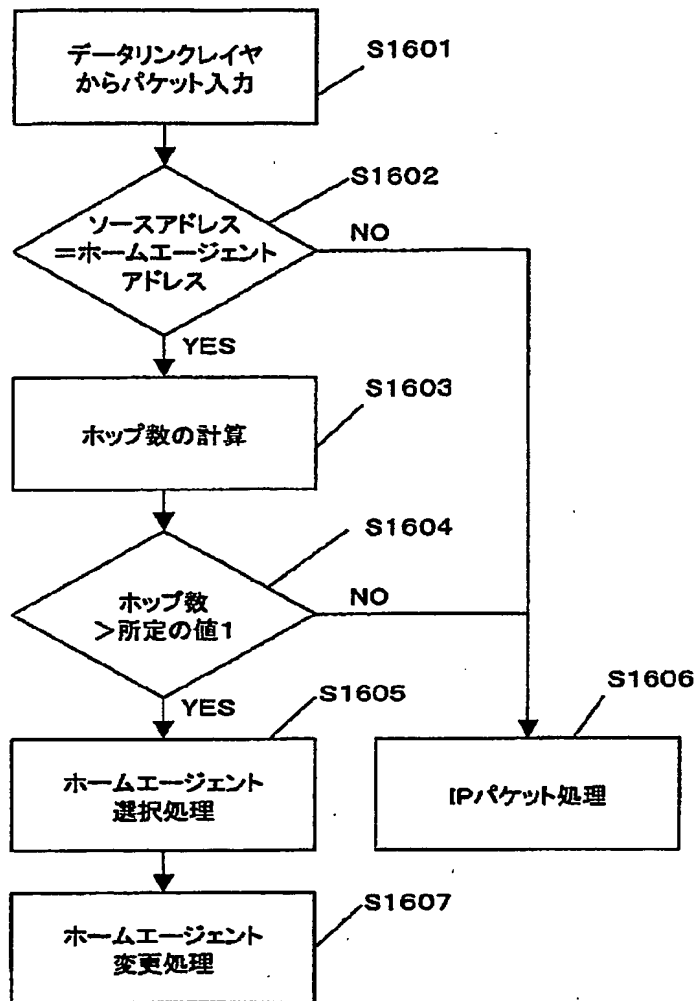 データリンクレイヤ
からパケット入力
S1601
S1602
ソースアドレス
=ホームエージェント
アドレス
NO
YES
S1603
ホップ数の計算
S1604
ホップ数
>所定の値1
NO
YES
S1605
S1606
ホームエージェント
選択処理
IPパケット処理
S1607
ホームエージェント
変更処理